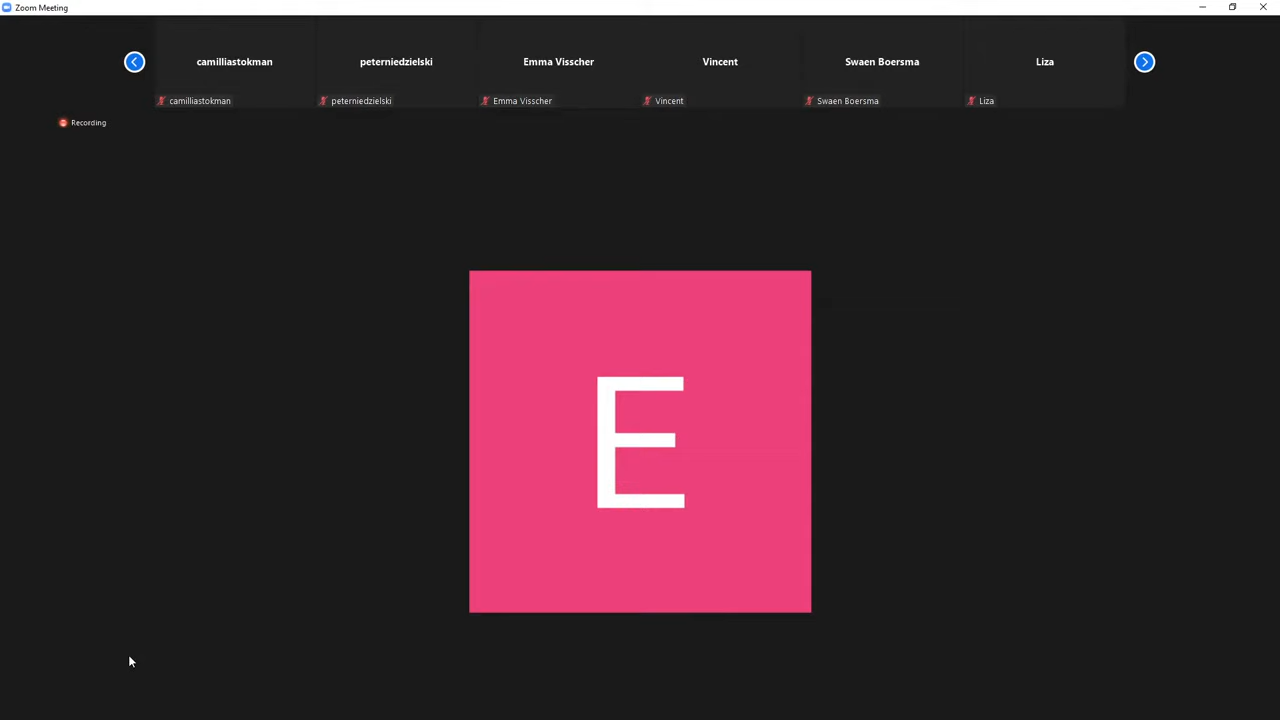 Zoom Meeting
camilliastokman peterniedzielski Emma Visscher Vincent Swaen Boersma Liza
camilliastokman peterniedzielski Emma Visscher Vincent Swaen Boersma Liza
Recording
E